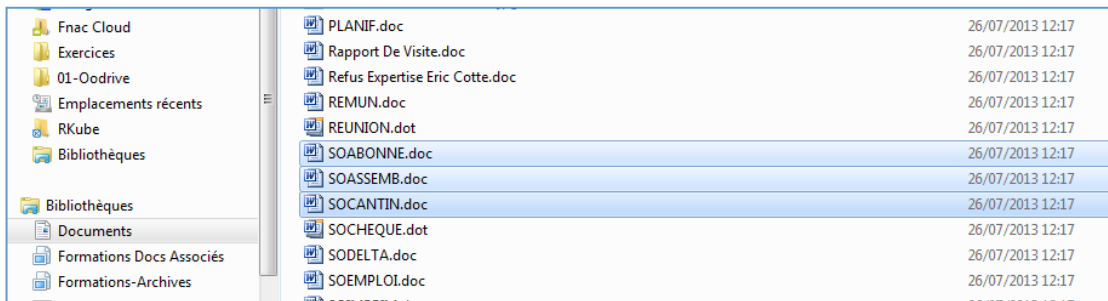 Fnac Cloud
Exercices
01-Oodrive
Emplacements récents
RKube
Bibliothèques
Bibliothèques
Documents
Formations Docs Associés
Formations-Archives
PLANIF.doc 26/07/2013 12:17
Rapport De Visite.doc 26/07/2013 12:17
Refus Expertise Eric Cotte.doc 26/07/2013 12:17
REMUN.doc 26/07/2013 12:17
REUNION.dot 26/07/2013 12:17
SOABONNE.doc 26/07/2013 12:17
SOASSEMB.doc 26/07/2013 12:17
SOCANTIN.doc 26/07/2013 12:17
SOCHEQUE.dot 26/07/2013 12:17
SODELTA.doc 26/07/2013 12:17
SOEMPLOI.doc 26/07/2013 12:17